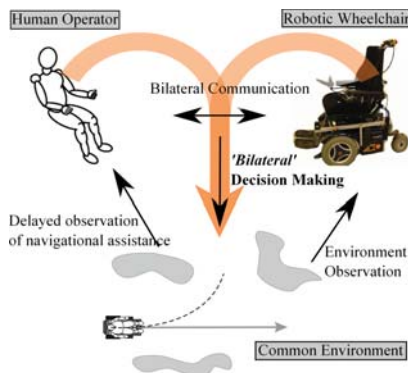 Human Operator
Robotic Wheelchair
Bilateral Communication
'Bilateral'
Decision Making
Delayed observation
of navigational assistance
Environment
Observation
Common Environment